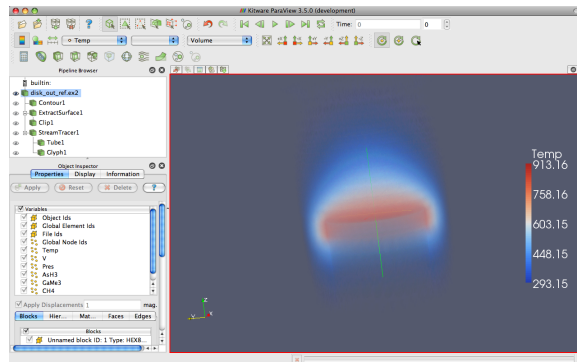 ## Kitware ParaView 3.5.0 (development)
Time: 0 0
Temp Volume
Pipeline Browser
builtin:
disk_out_ref.ex2
Contour1
ExtractSurface1
Clip1
StreamTracer1
Tube1
Glyph1
Object Inspector
Properties Display Information
Apply Reset Delete ?
Variables
Object Ids
Global Element Ids
File Ids
Global Node Ids
Temp
V
Pres
AsH3
GaMe3
CH4
Apply Displacements 1 mag.
Blocks Hier... Mat... Faces Edges
Blocks
Unnamed block ID: 1 Type: HEX8...
Temp
913.16
758.16
603.15
448.15
293.15
Z
Y